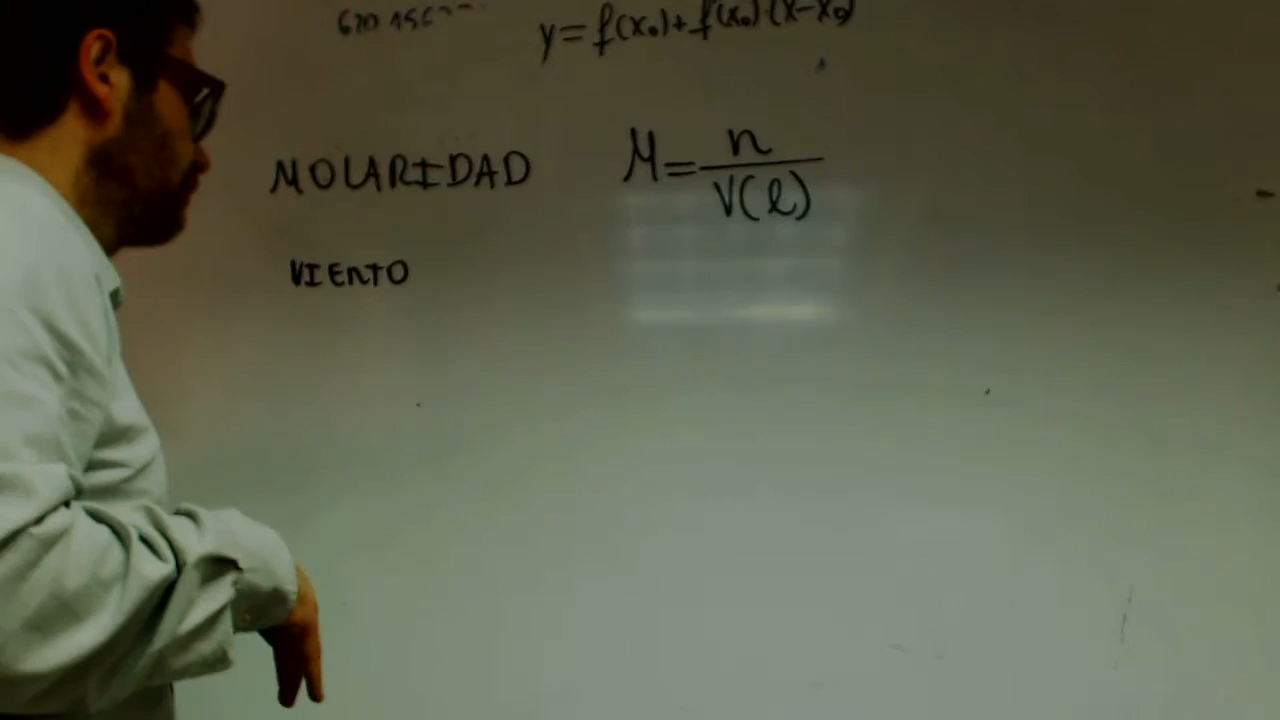 y=f(x₀)+f(x₀)(x-x₀)
MOLARIDAD M=n/V(l)
VIENTO